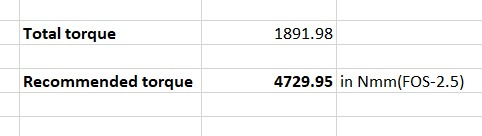 Total torque 1891.98
Recommended torque 4729.95 in Nmm(FOS-2.5)